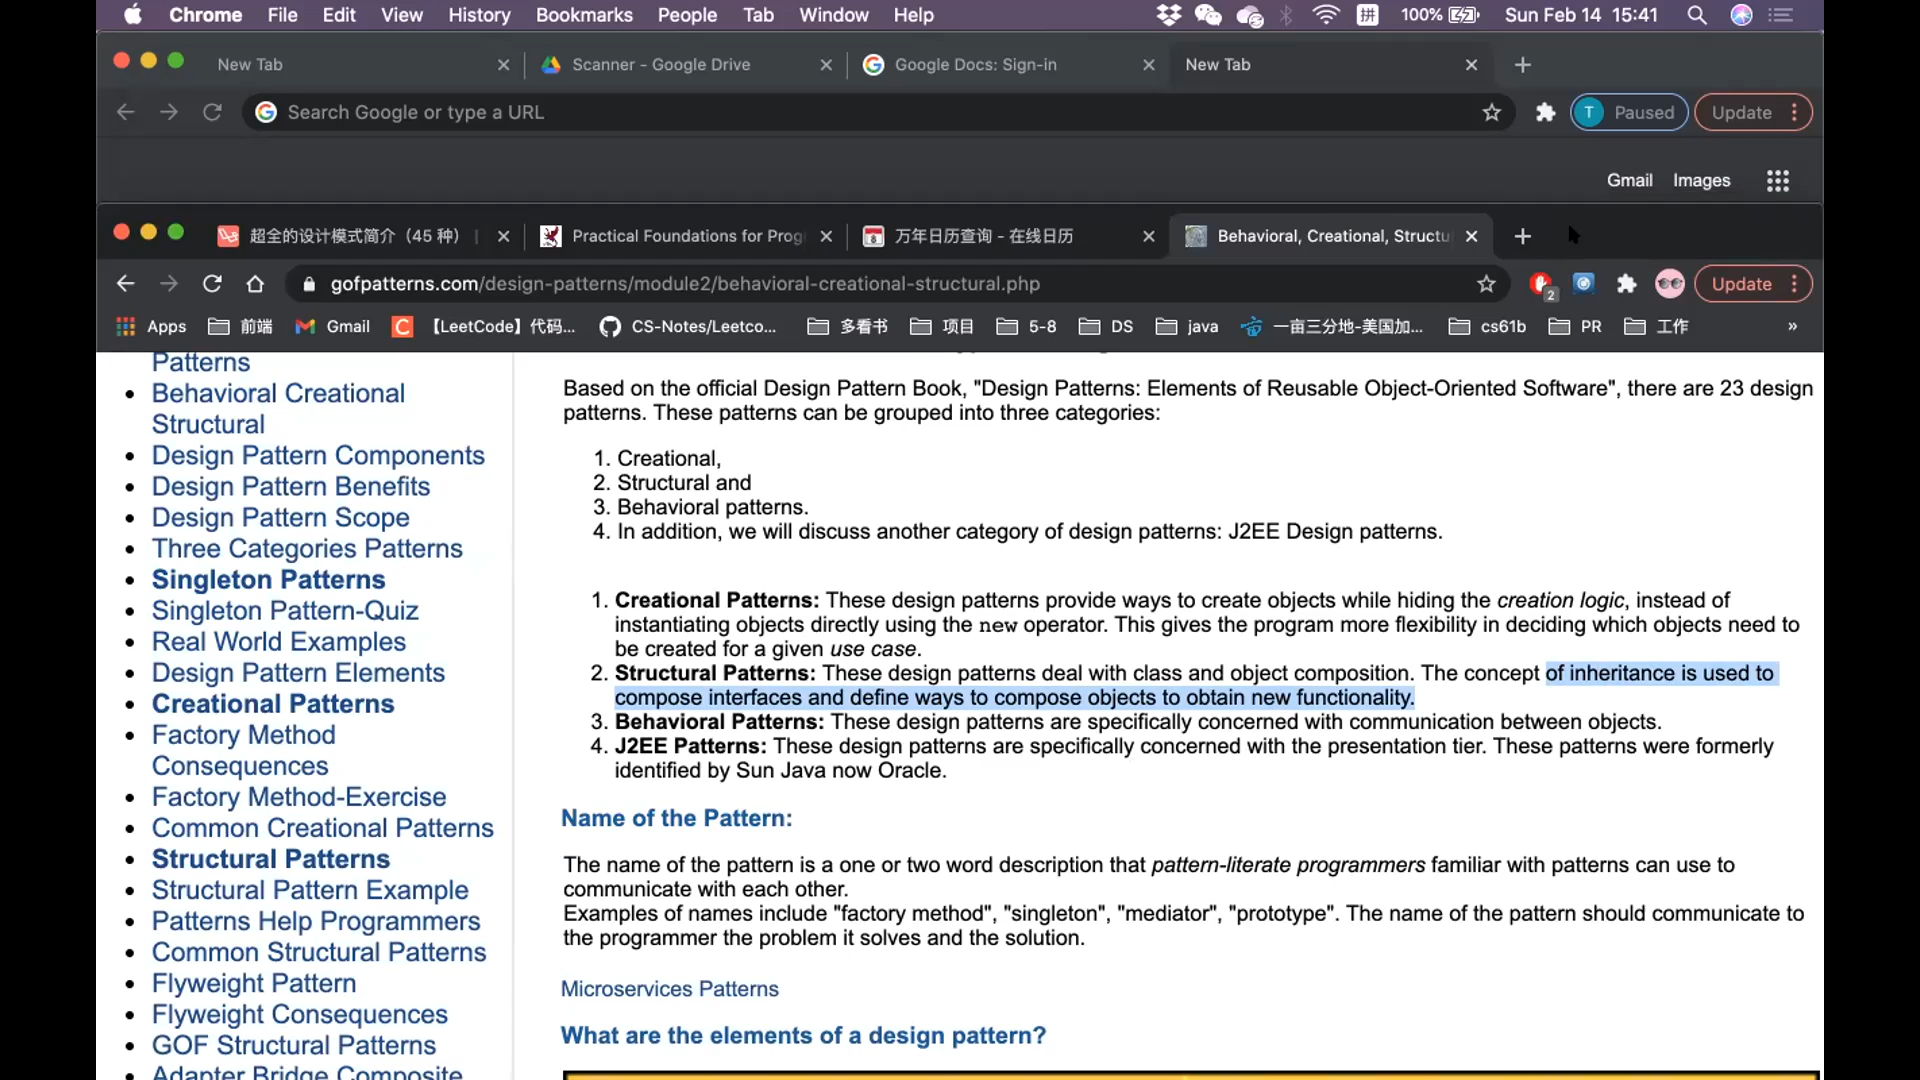 Chrome File Edit View History Bookmarks People Tab Window Help 拼 100% Sun Feb 14 15:41
New Tab Scanner - Google Drive Google Docs: Sign-in New Tab
Search Google or type a URL T Paused Update
Gmail Images
超全的设计模式简介（45 种） Practical Foundations for Prog 万年日历查询 - 在线日历 Behavioral, Creational, Structu
gofpatterns.com/design-patterns/module2/behavioral-creational-structural.php 2 Update
Apps 前端 Gmail 【LeetCode】代码... CS-Notes/Leetco... 多看书 项目 5-8 DS java 一亩三分地-美国加... cs61b PR 工作 »
Patterns
Behavioral Creational
Structural
Design Pattern Components
Design Pattern Benefits
Design Pattern Scope
Three Categories Patterns
Singleton Patterns
Singleton Pattern-Quiz
Real World Examples
Design Pattern Elements
Creational Patterns
Factory Method
Consequences
Factory Method-Exercise
Common Creational Patterns
Structural Patterns
Structural Pattern Example
Patterns Help Programmers
Common Structural Patterns
Flyweight Pattern
Flyweight Consequences
GOF Structural Patterns
Adapter Bridge Composite
Based on the official Design Pattern Book, "Design Patterns: Elements of Reusable Object-Oriented Software", there are 23 design
patterns. These patterns can be grouped into three categories:
1. Creational,
2. Structural and
3. Behavioral patterns.
4. In addition, we will discuss another category of design patterns: J2EE Design patterns.
1. Creational Patterns: These design patterns provide ways to create objects while hiding the creation logic, instead of
instantiating objects directly using the new operator. This gives the program more flexibility in deciding which objects need to
be created for a given use case.
2. Structural Patterns: These design patterns deal with class and object composition. The concept of inheritance is used to
compose interfaces and define ways to compose objects to obtain new functionality.
3. Behavioral Patterns: These design patterns are specifically concerned with communication between objects.
4. J2EE Patterns: These design patterns are specifically concerned with the presentation tier. These patterns were formerly
identified by Sun Java now Oracle.
Name of the Pattern:
The name of the pattern is a one or two word description that pattern-literate programmers familiar with patterns can use to
communicate with each other.
Examples of names include "factory method", "singleton", "mediator", "prototype". The name of the pattern should communicate to
the programmer the problem it solves and the solution.
Microservices Patterns
What are the elements of a design pattern?